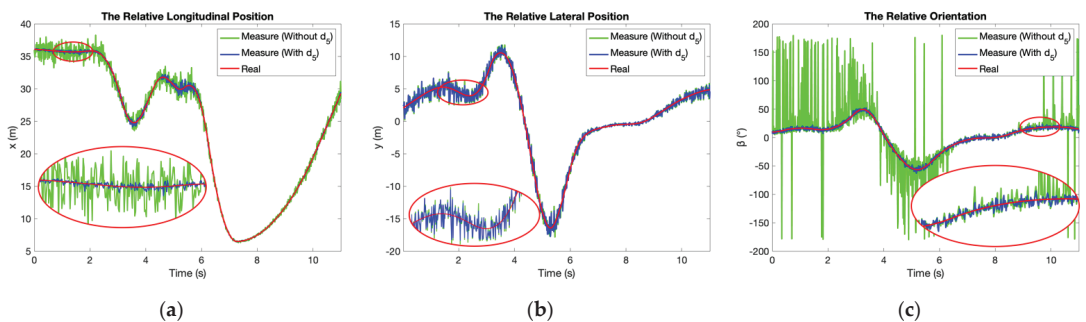 The Relative Longitudinal Position
Measure (Without d5)
Measure (With d5)
Real
x (m)
40
35
30
25
20
15
10
5
0
2
4
6
8
10
Time (s)
(a)
The Relative Lateral Position
Measure (Without d5)
Measure (With d5)
Real
y (m)
15
10
5
0
-5
-10
-15
-20
0
2
4
6
8
10
Time (s)
(b)
The Relative Orientation
Measure (Without d5)
Measure (With d5)
Real
β (°)
200
150
100
50
0
-50
-100
-150
-200
0
2
4
6
8
10
Time (s)
(c)